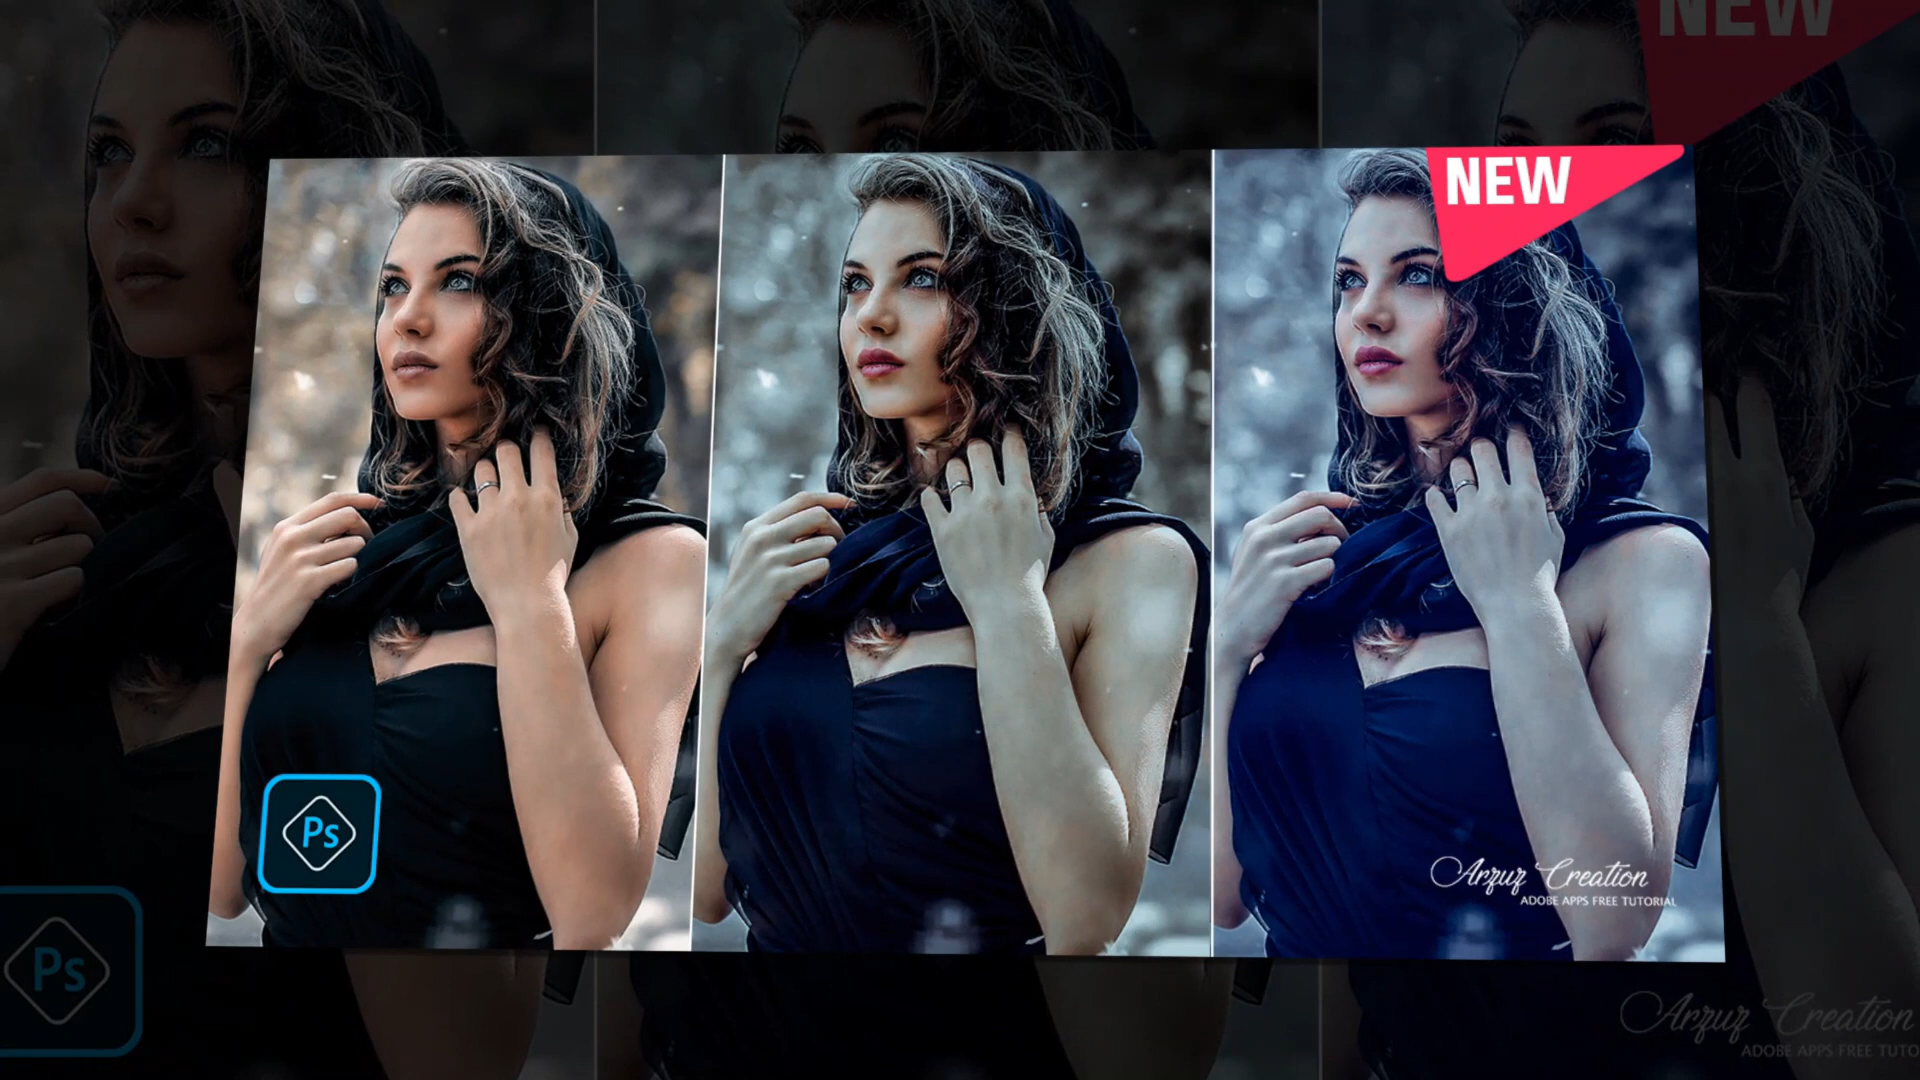 NEW
NEW
Ps
Arzuz Creation
ADOBE APPS FREE TUTORIAL
Ps
Arzuz Creation
ADOBE APPS FREE TUTO